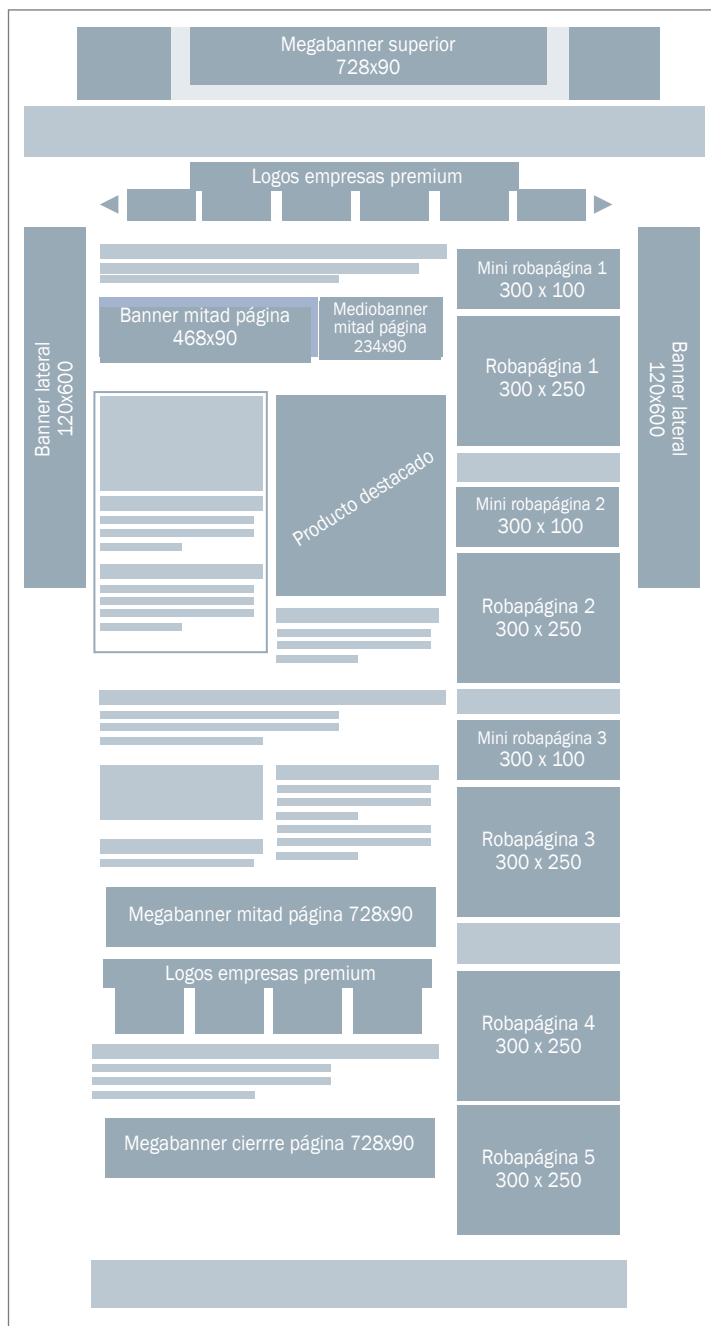 Megabanner superior
728x90
Logos empresas premium
Banner lateral
120x600
Banner mitad página
468x90
Mediobanner
mitad página
234x90
Producto destacado
Megabanner mitad página 728x90
Logos empresas premium
Megabanner cierrre página 728x90
Mini robapágina 1
300 x 100
Robapágina 1
300 x 250
Mini robapágina 2
300 x 100
Robapágina 2
300 x 250
Mini robapágina 3
300 x 100
Robapágina 3
300 x 250
Robapágina 4
300 x 250
Robapágina 5
300 x 250
Banner lateral
120x600